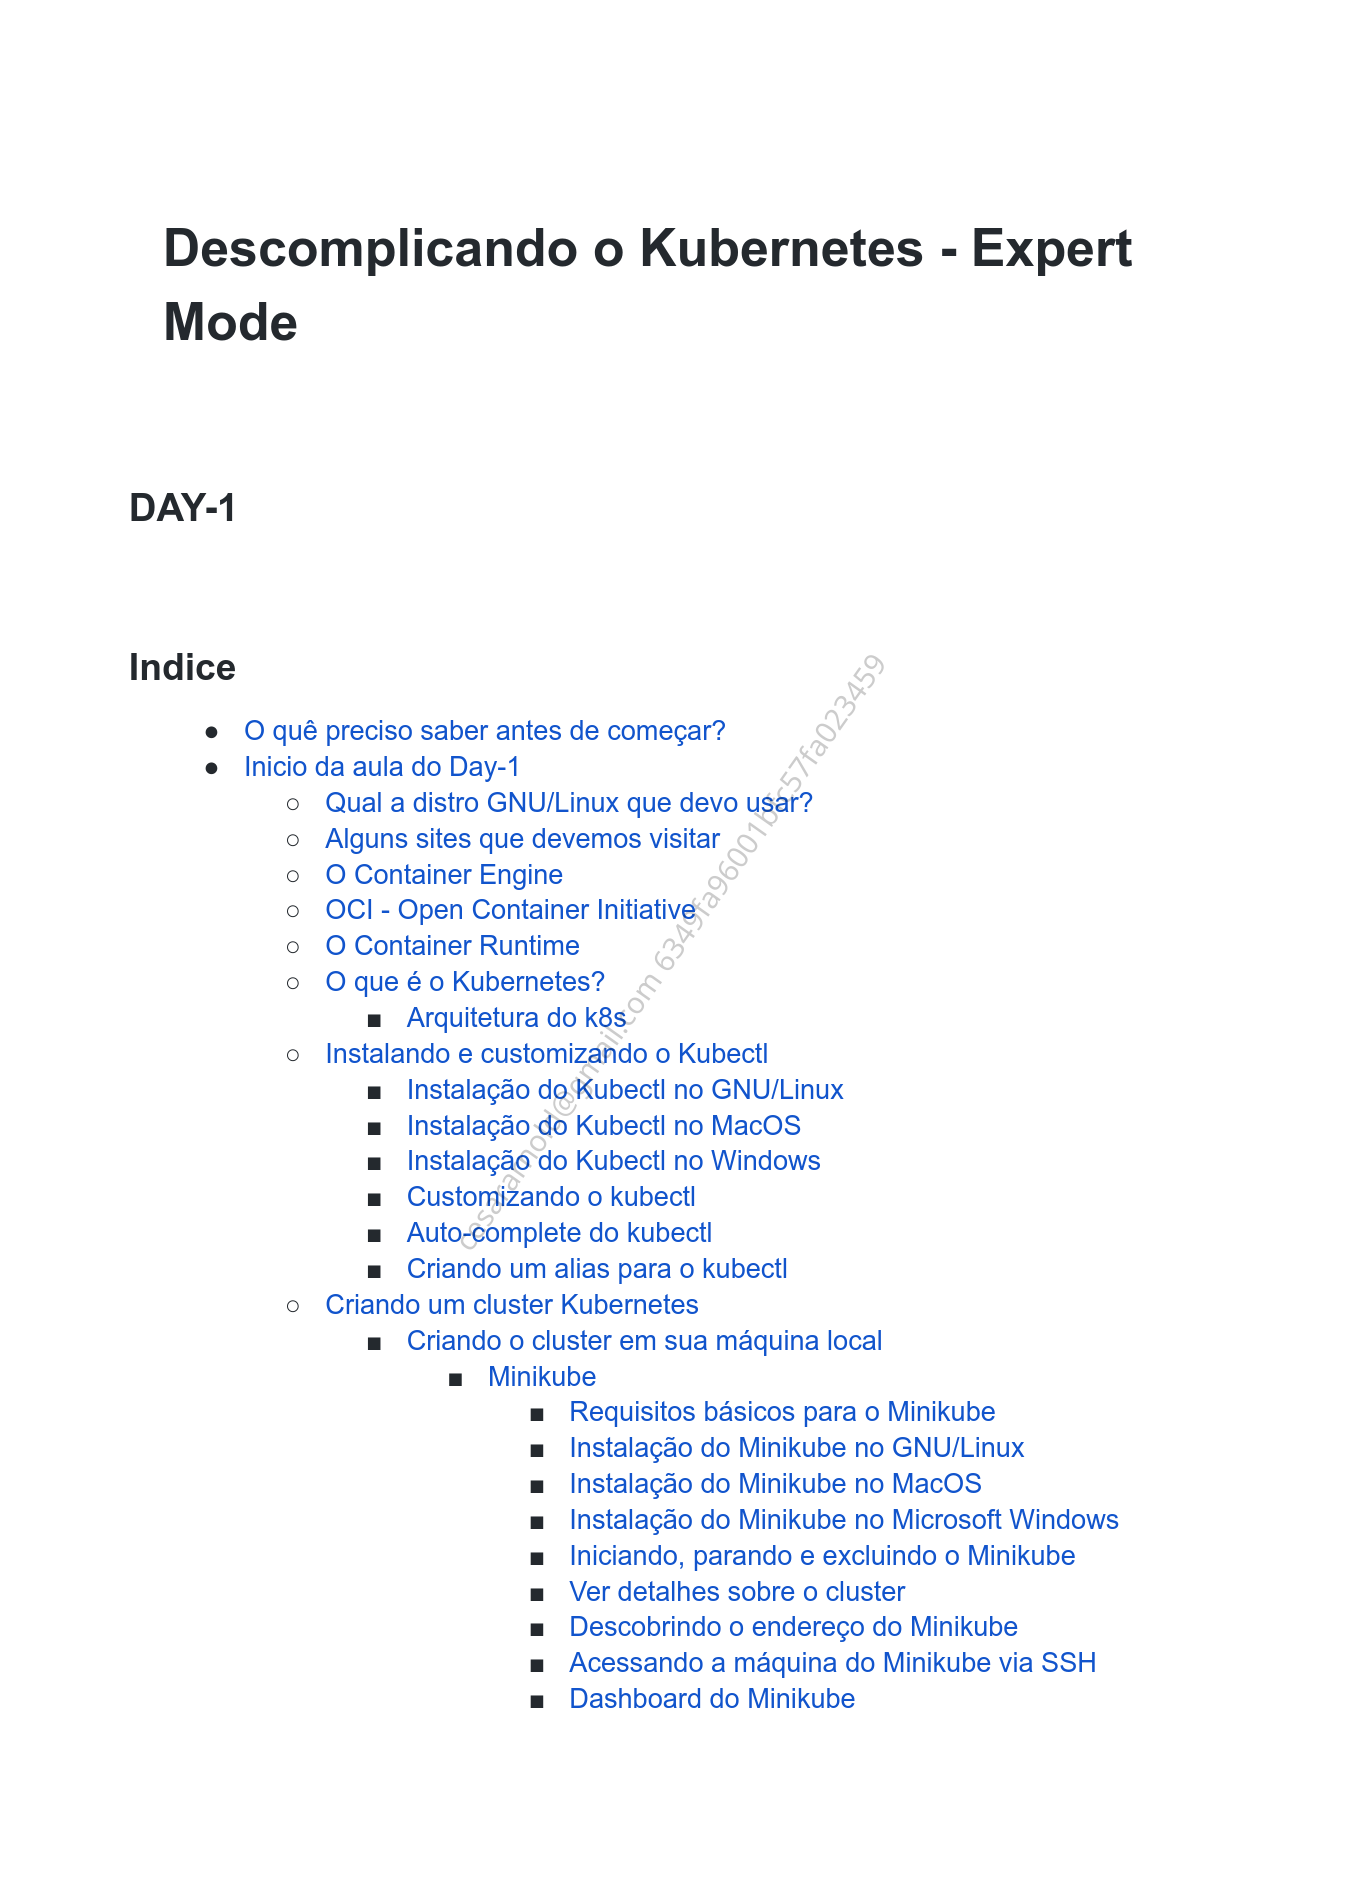 Descomplicando o Kubernetes - Expert
Mode
DAY-1
Indice
● O quê preciso saber antes de começar?
● Inicio da aula do Day-1
○ Qual a distro GNU/Linux que devo usar?
○ Alguns sites que devemos visitar
○ O Container Engine
○ OCI - Open Container Initiative
○ O Container Runtime
○ O que é o Kubernetes?
■ Arquitetura do k8s
○ Instalando e customizando o Kubectl
■ Instalação do Kubectl no GNU/Linux
■ Instalação do Kubectl no MacOS
■ Instalação do Kubectl no Windows
■ Customizando o kubectl
■ Auto-complete do kubectl
■ Criando um alias para o kubectl
○ Criando um cluster Kubernetes
■ Criando o cluster em sua máquina local
■ Minikube
■ Requisitos básicos para o Minikube
■ Instalação do Minikube no GNU/Linux
■ Instalação do Minikube no MacOS
■ Instalação do Minikube no Microsoft Windows
■ Iniciando, parando e excluindo o Minikube
■ Ver detalhes sobre o cluster
■ Descobrindo o endereço do Minikube
■ Acessando a máquina do Minikube via SSH
■ Dashboard do Minikube